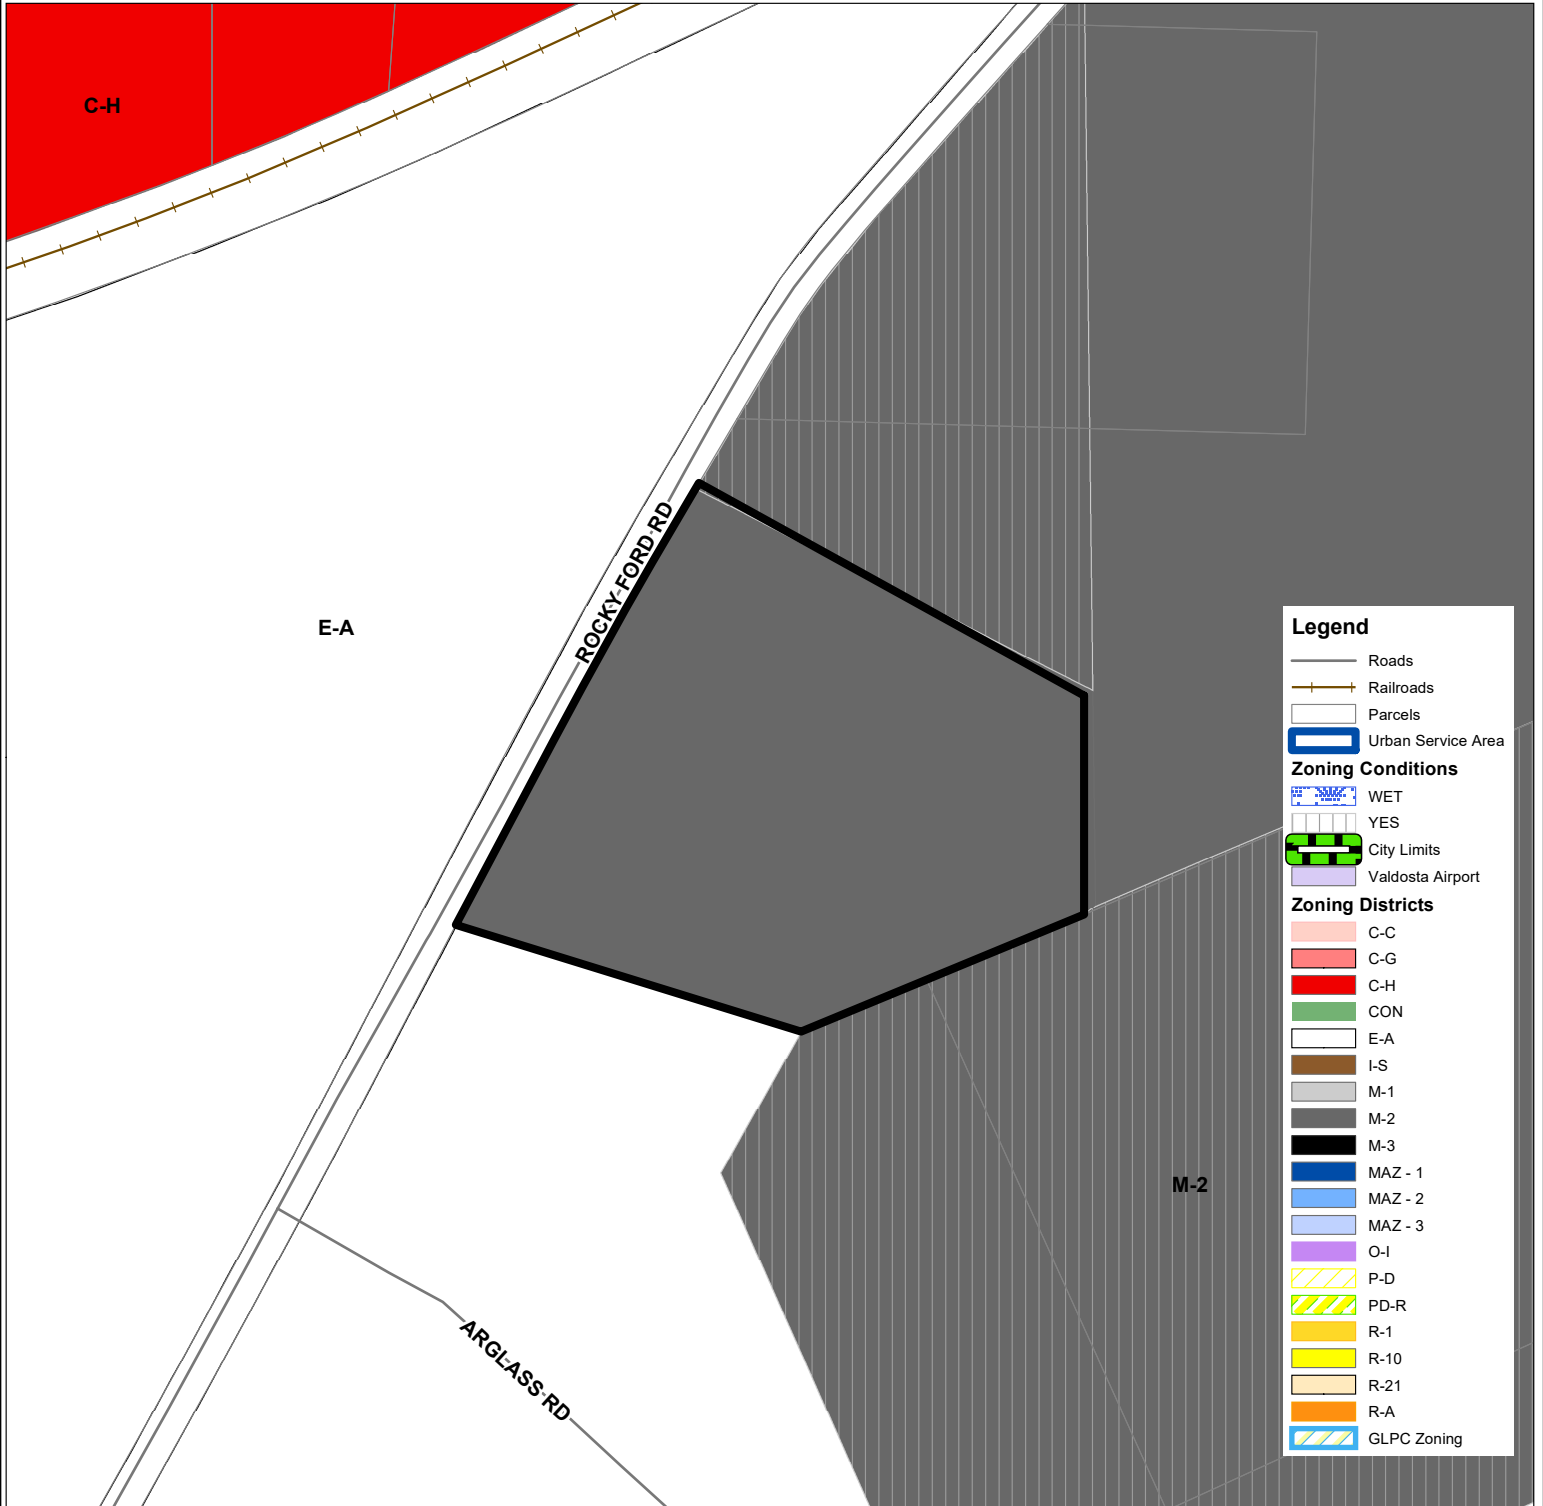 C-H
E-A
ROCKY FORD RD
ARGLASS RD
M-2
Legend
Roads
Railroads
Parcels
Urban Service Area
Zoning Conditions
WET
YES
City Limits
Valdosta Airport
Zoning Districts
C-C
C-G
C-H
CON
E-A
I-S
M-1
M-2
M-3
MAZ - 1
MAZ - 2
MAZ - 3
O-I
P-D
PD-R
R-1
R-10
R-21
R-A
GLPC Zoning